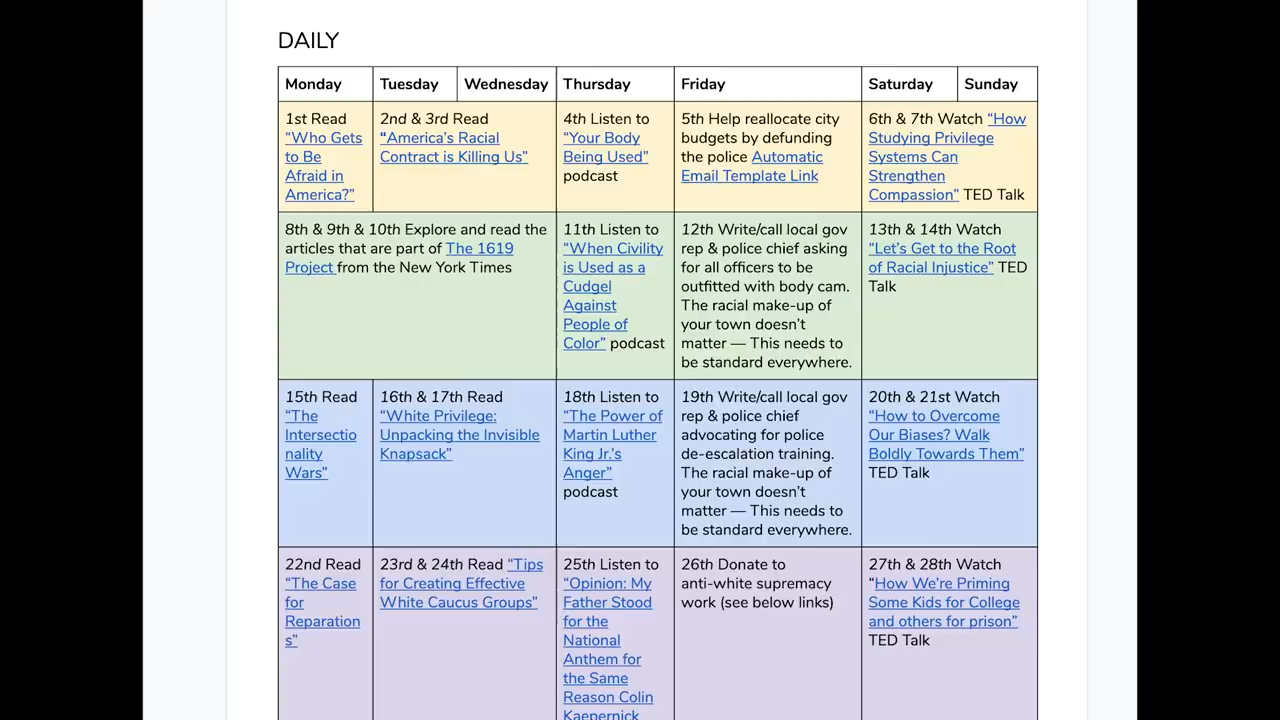 DAILY
Monday
Tuesday
Wednesday
Thursday
Friday
Saturday
Sunday
1st Read
“Who Gets
to Be
Afraid in
America?”
2nd & 3rd Read
“America’s Racial
Contract is Killing Us”
4th Listen to
“Your Body
Being Used”
podcast
5th Help reallocate city
budgets by defunding
the police Automatic
Email Template Link
6th & 7th Watch “How
Studying Privilege
Systems Can
Strengthen
Compassion” TED Talk
8th & 9th & 10th Explore and read the
articles that are part of The 1619
Project from the New York Times
11th Listen to
“When Civility
is Used as a
Cudgel
Against
People of
Color” podcast
12th Write/call local gov
rep & police chief asking
for all officers to be
outfitted with body cam.
The racial make-up of
your town doesn’t
matter — This needs to
be standard everywhere.
13th & 14th Watch
“Let’s Get to the Root
of Racial Injustice” TED
Talk
15th Read
“The
Intersectio
nality
Wars”
16th & 17th Read
“White Privilege:
Unpacking the Invisible
Knapsack”
18th Listen to
“The Power of
Martin Luther
King Jr.’s
Anger”
podcast
19th Write/call local gov
rep & police chief
advocating for police
de-escalation training.
The racial make-up of
your town doesn’t
matter — This needs to
be standard everywhere.
20th & 21st Watch
“How to Overcome
Our Biases? Walk
Boldly Towards Them”
TED Talk
22nd Read
“The Case
for
Reparation
s”
23rd & 24th Read “Tips
for Creating Effective
White Caucus Groups”
25th Listen to
“Opinion: My
Father Stood
for the
National
Anthem for
the Same
Reason Colin
Kaepernick
26th Donate to
anti-white supremacy
work (see below links)
27th & 28th Watch
“How We’re Priming
Some Kids for College
and others for prison”
TED Talk